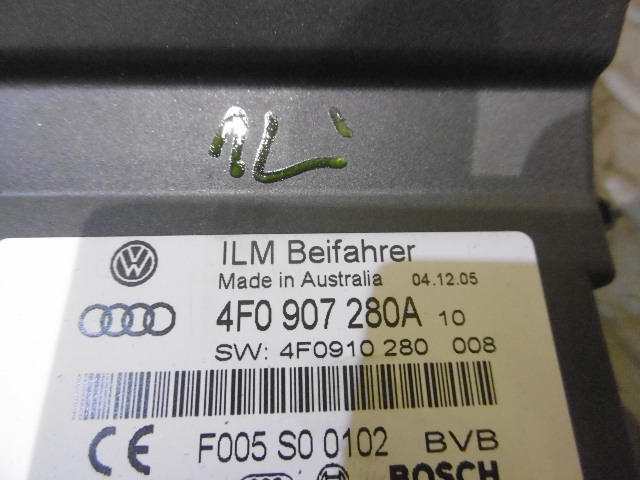 ILM Beifahrer
Made in Australia 04.12.05
4F0 907 280A 10
SW: 4F0910 280 008
CE F005 S0 0102 BVB
BOSCH